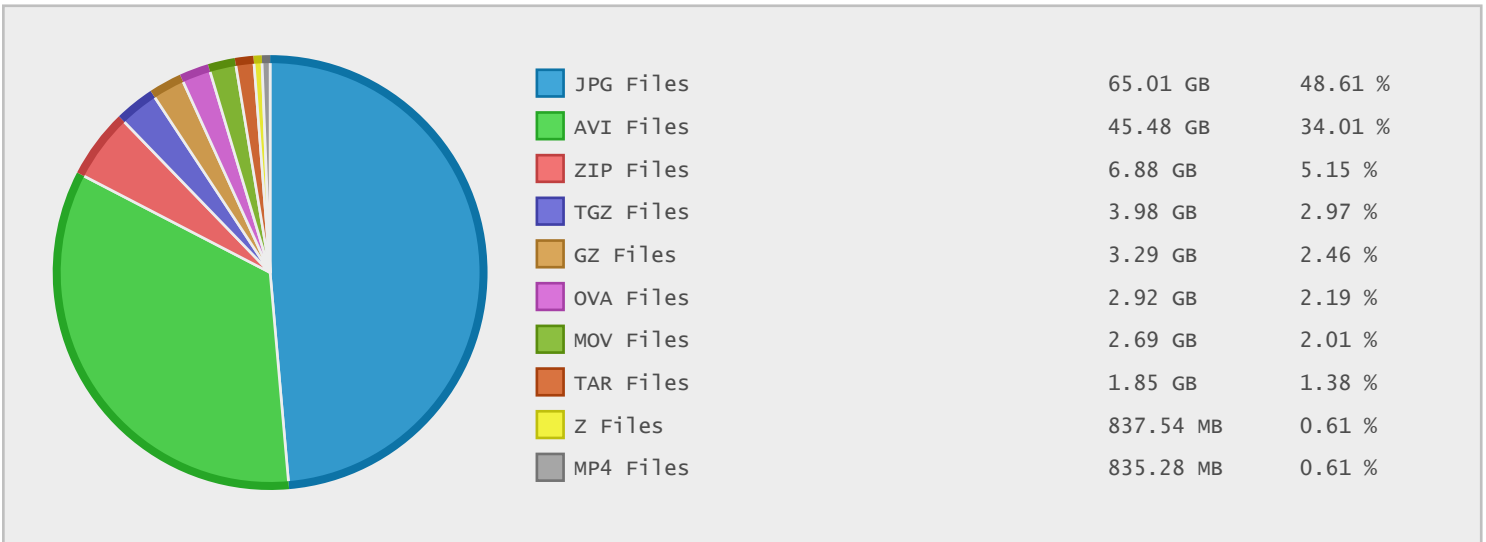 JPG Files 65.01 GB 48.61 %
AVI Files 45.48 GB 34.01 %
ZIP Files 6.88 GB 5.15 %
TGZ Files 3.98 GB 2.97 %
GZ Files 3.29 GB 2.46 %
OVA Files 2.92 GB 2.19 %
MOV Files 2.69 GB 2.01 %
TAR Files 1.85 GB 1.38 %
Z Files 837.54 MB 0.61 %
MP4 Files 835.28 MB 0.61 %